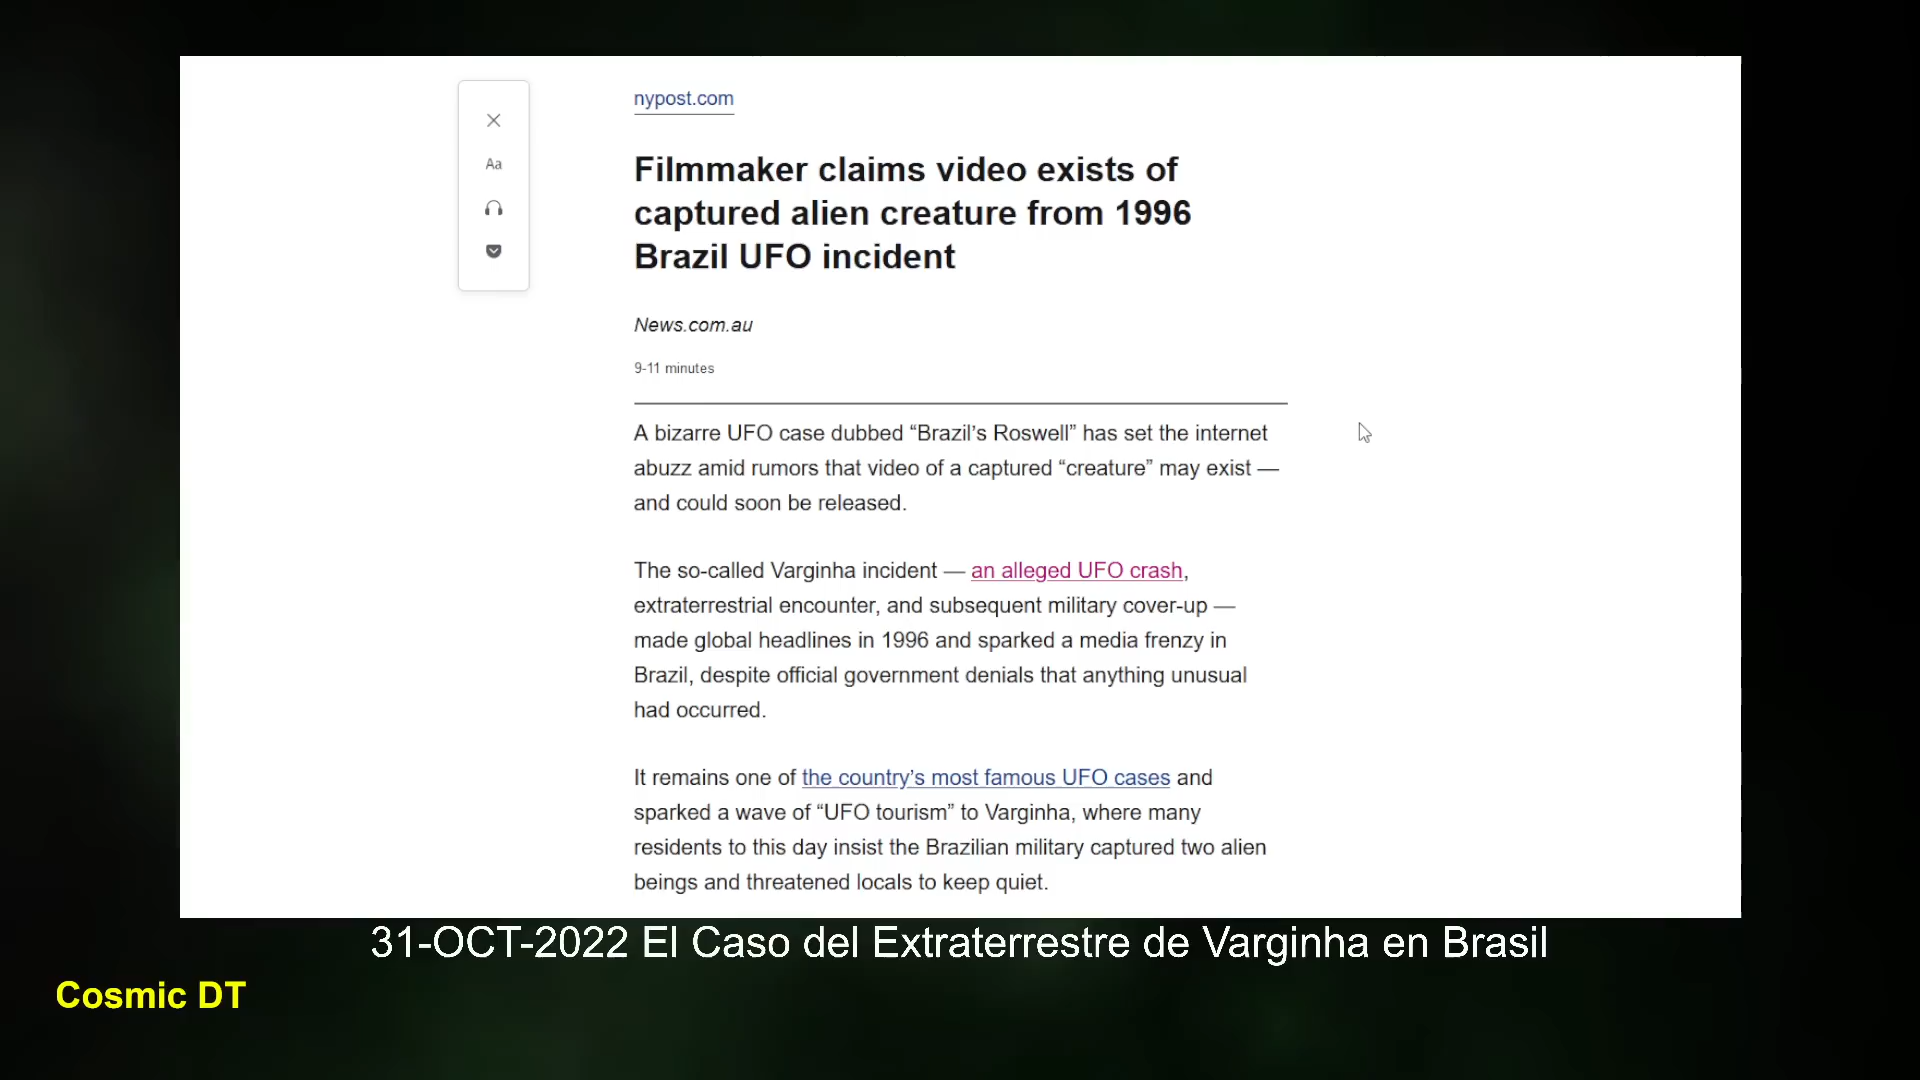 nypost.com
Filmmaker claims video exists of
captured alien creature from 1996
Brazil UFO incident
Aa
News.com.au
9-11 minutes
A bizarre UFO case dubbed “Brazil’s Roswell” has set the internet
abuzz amid rumors that video of a captured “creature” may exist —
and could soon be released.
The so-called Varginha incident — an alleged UFO crash,
extraterrestrial encounter, and subsequent military cover-up —
made global headlines in 1996 and sparked a media frenzy in
Brazil, despite official government denials that anything unusual
had occurred.
It remains one of the country’s most famous UFO cases and
sparked a wave of “UFO tourism” to Varginha, where many
residents to this day insist the Brazilian military captured two alien
beings and threatened locals to keep quiet.
31-OCT-2022 El Caso del Extraterrestre de Varginha en Brasil
Cosmic DT